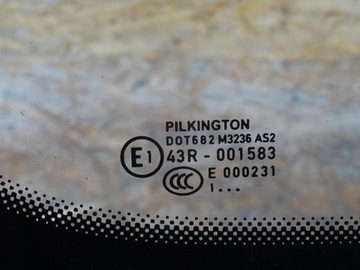 PILKINGTON
DOT682 M3236 AS2
E1 43R - 001583
CCC E 000231
1...